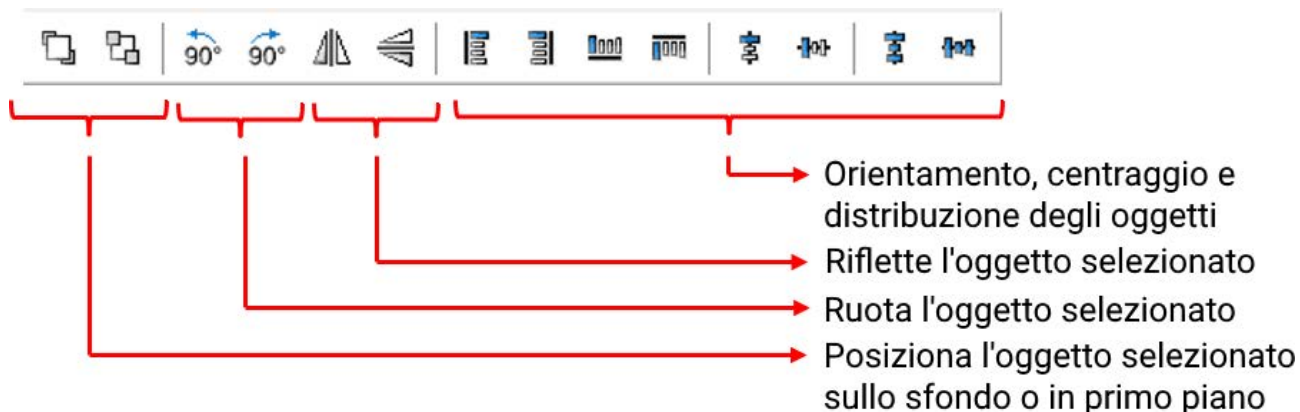 90° 90°
Orientamento, centraggio e
distribuzione degli oggetti
Riflette l'oggetto selezionato
Ruota l'oggetto selezionato
Posiziona l'oggetto selezionato
sullo sfondo o in primo piano